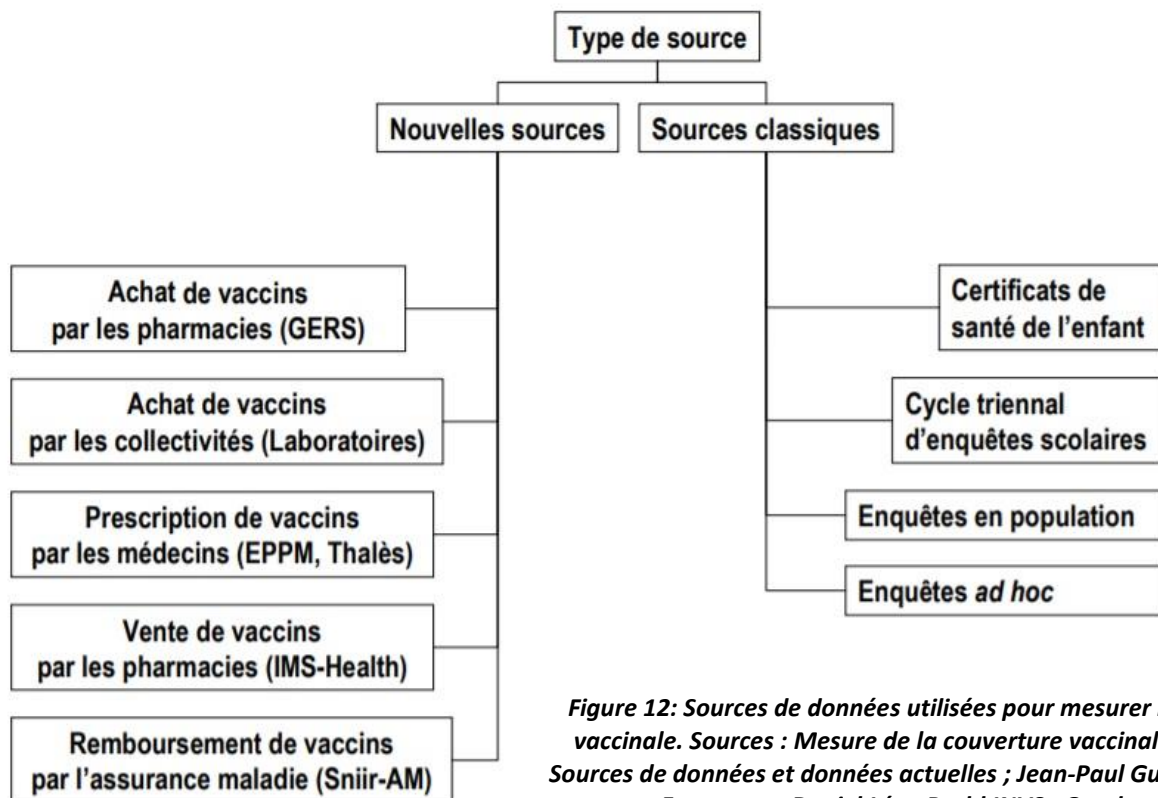 Type de source
Nouvelles sources
Sources classiques
Achat de vaccins
par les pharmacies (GERS)
Achat de vaccins
par les collectivités (Laboratoires)
Prescription de vaccins
par les médecins (EPPM, Thalès)
Vente de vaccins
par les pharmacies (IMS-Health)
Remboursement de vaccins
par l'assurance maladie (Sniir-AM)
Certificats de
santé de l'enfant
Cycle triennal
d'enquêtes scolaires
Enquêtes en population
Enquêtes ad hoc
Figure 12: Sources de données utilisées pour mesurer
vaccinale. Sources : Mesure de la couverture
Sources de données et données actuelles ; Jean-Paul